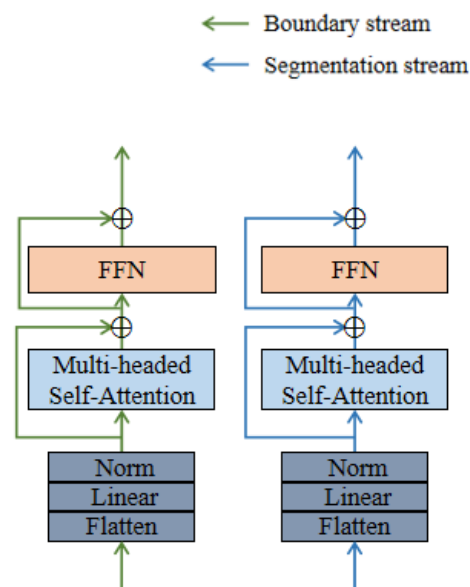 Boundary stream
Segmentation stream
FFN
FFN
Multi-headed
Self-Attention
Multi-headed
Self-Attention
Norm
Linear
Flatten
Norm
Linear
Flatten